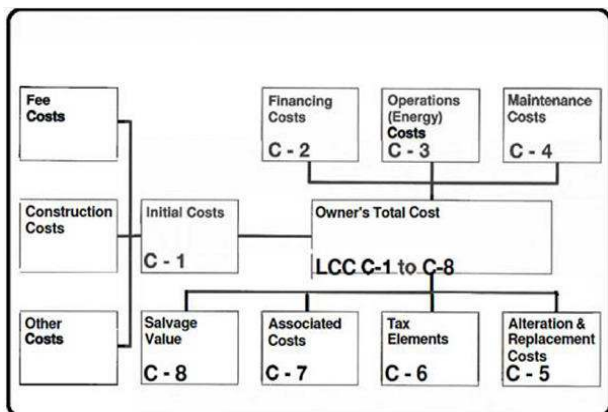 Fee
Costs
Financing
Costs
C - 2
Operations
(Energy)
Costs
C - 3
Maintenance
Costs
C - 4
Construction
Costs
Initial Costs
C - 1
Owner's Total Cost
LCC C-1 to C-8
Other
Costs
Salvage
Value
C - 8
Associated
Costs
C - 7
Tax
Elements
C - 6
Alteration &
Replacement
Costs
C - 5